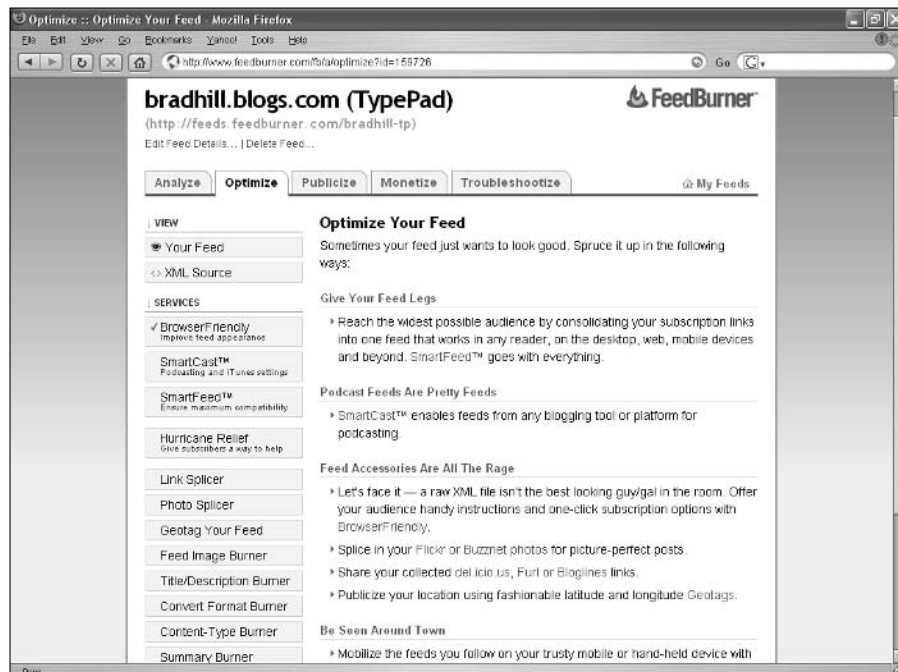 Optimize :: Optimize Your Feed - Mozilla Firefox
File Edit View Go Bookmarks Yahoo! Tools Help
http://www.feedburner.com/fb/a/optimize?id=159726
Go
G
bradhill.blogs.com (TypePad)
FeedBurner
(http://feeds.feedburner.com/bradhill-tp)
Edit Feed Details... | Delete Feed...
Analyze Optimize Publicize Monetize Troubleshootize My Feeds
VIEW
Your Feed
XML Source
SERVICES
BrowserFriendly
Improve feed appearance
SmartCast™
Podcasting and iTunes settings
SmartFeed™
Ensure maximum compatibility
Hurricane Relief
Give subscribers a way to help
Link Splicer
Photo Splicer
Geotag Your Feed
Feed Image Burner
Title/Description Burner
Convert Format Burner
Content-Type Burner
Summary Burner
Optimize Your Feed
Sometimes your feed just wants to look good. Spruce it up in the following
ways:
Give Your Feed Legs
Reach the widest possible audience by consolidating your subscription links
into one feed that works in any reader, on the desktop, web, mobile devices
and beyond. SmartFeed™ goes with everything.
Podcast Feeds Are Pretty Feeds
SmartCast™ enables feeds from any blogging tool or platform for
podcasting.
Feed Accessories Are All The Rage
Let's face it — a raw XML file isn't the best looking guy/gal in the room. Offer
your audience handy instructions and one-click subscription options with
BrowserFriendly.
Splice in your Flickr or Buzznet photos for picture-perfect posts.
Share your collected del.icio.us, Furl or Bloglines links.
Publicize your location using fashionable latitude and longitude Geotags.
Be Seen Around Town
Mobilize the feeds you follow on your trusty mobile or hand-held device with